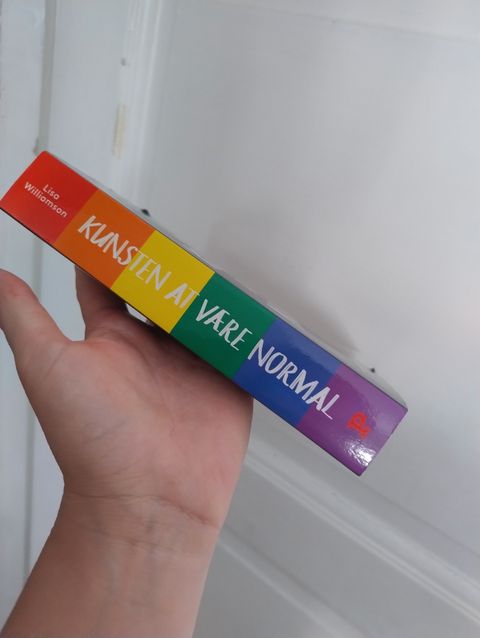 Lisa
Williamson
KUNSTEN AT VÆRE NORMAL